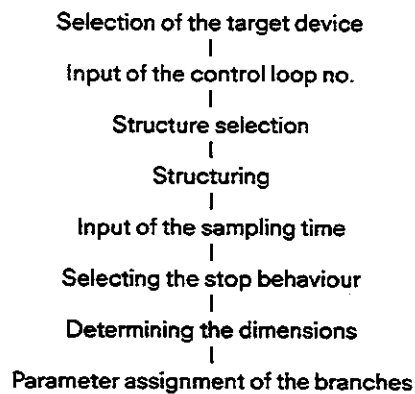 Selection of the target device
Input of the control loop no.
Structure selection
Structuring
Input of the sampling time
Selecting the stop behaviour
Determining the dimensions
Parameter assignment of the branches